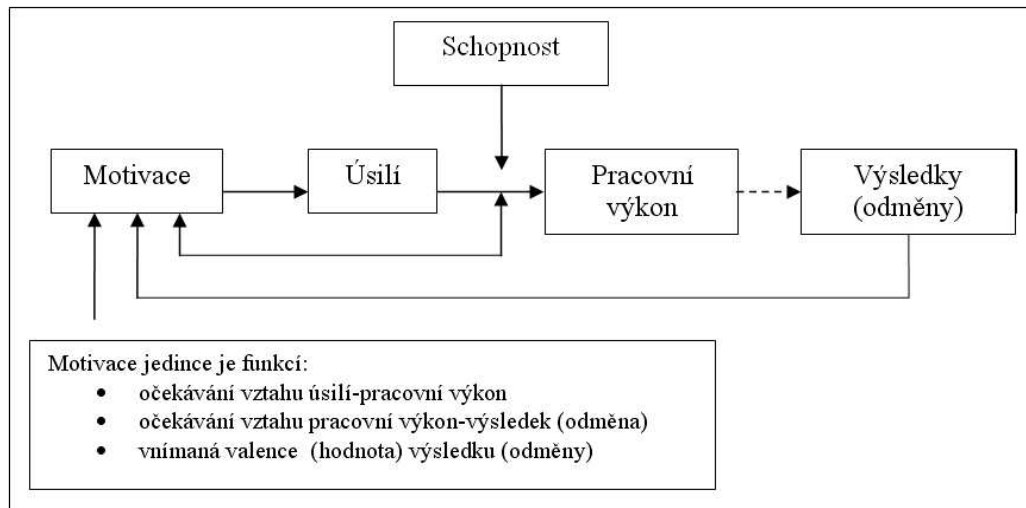 Schopnost
Motivace
Úsilí
Pracovní
výkon
Výsledky
(odměny)
Motivace jedince je funkcí:
• očekávání vztahu úsilí-pracovní výkon
• očekávání vztahu pracovní výkon-výsledek (odměna)
• vnímaná valence (hodnota) výsledku (odměny)